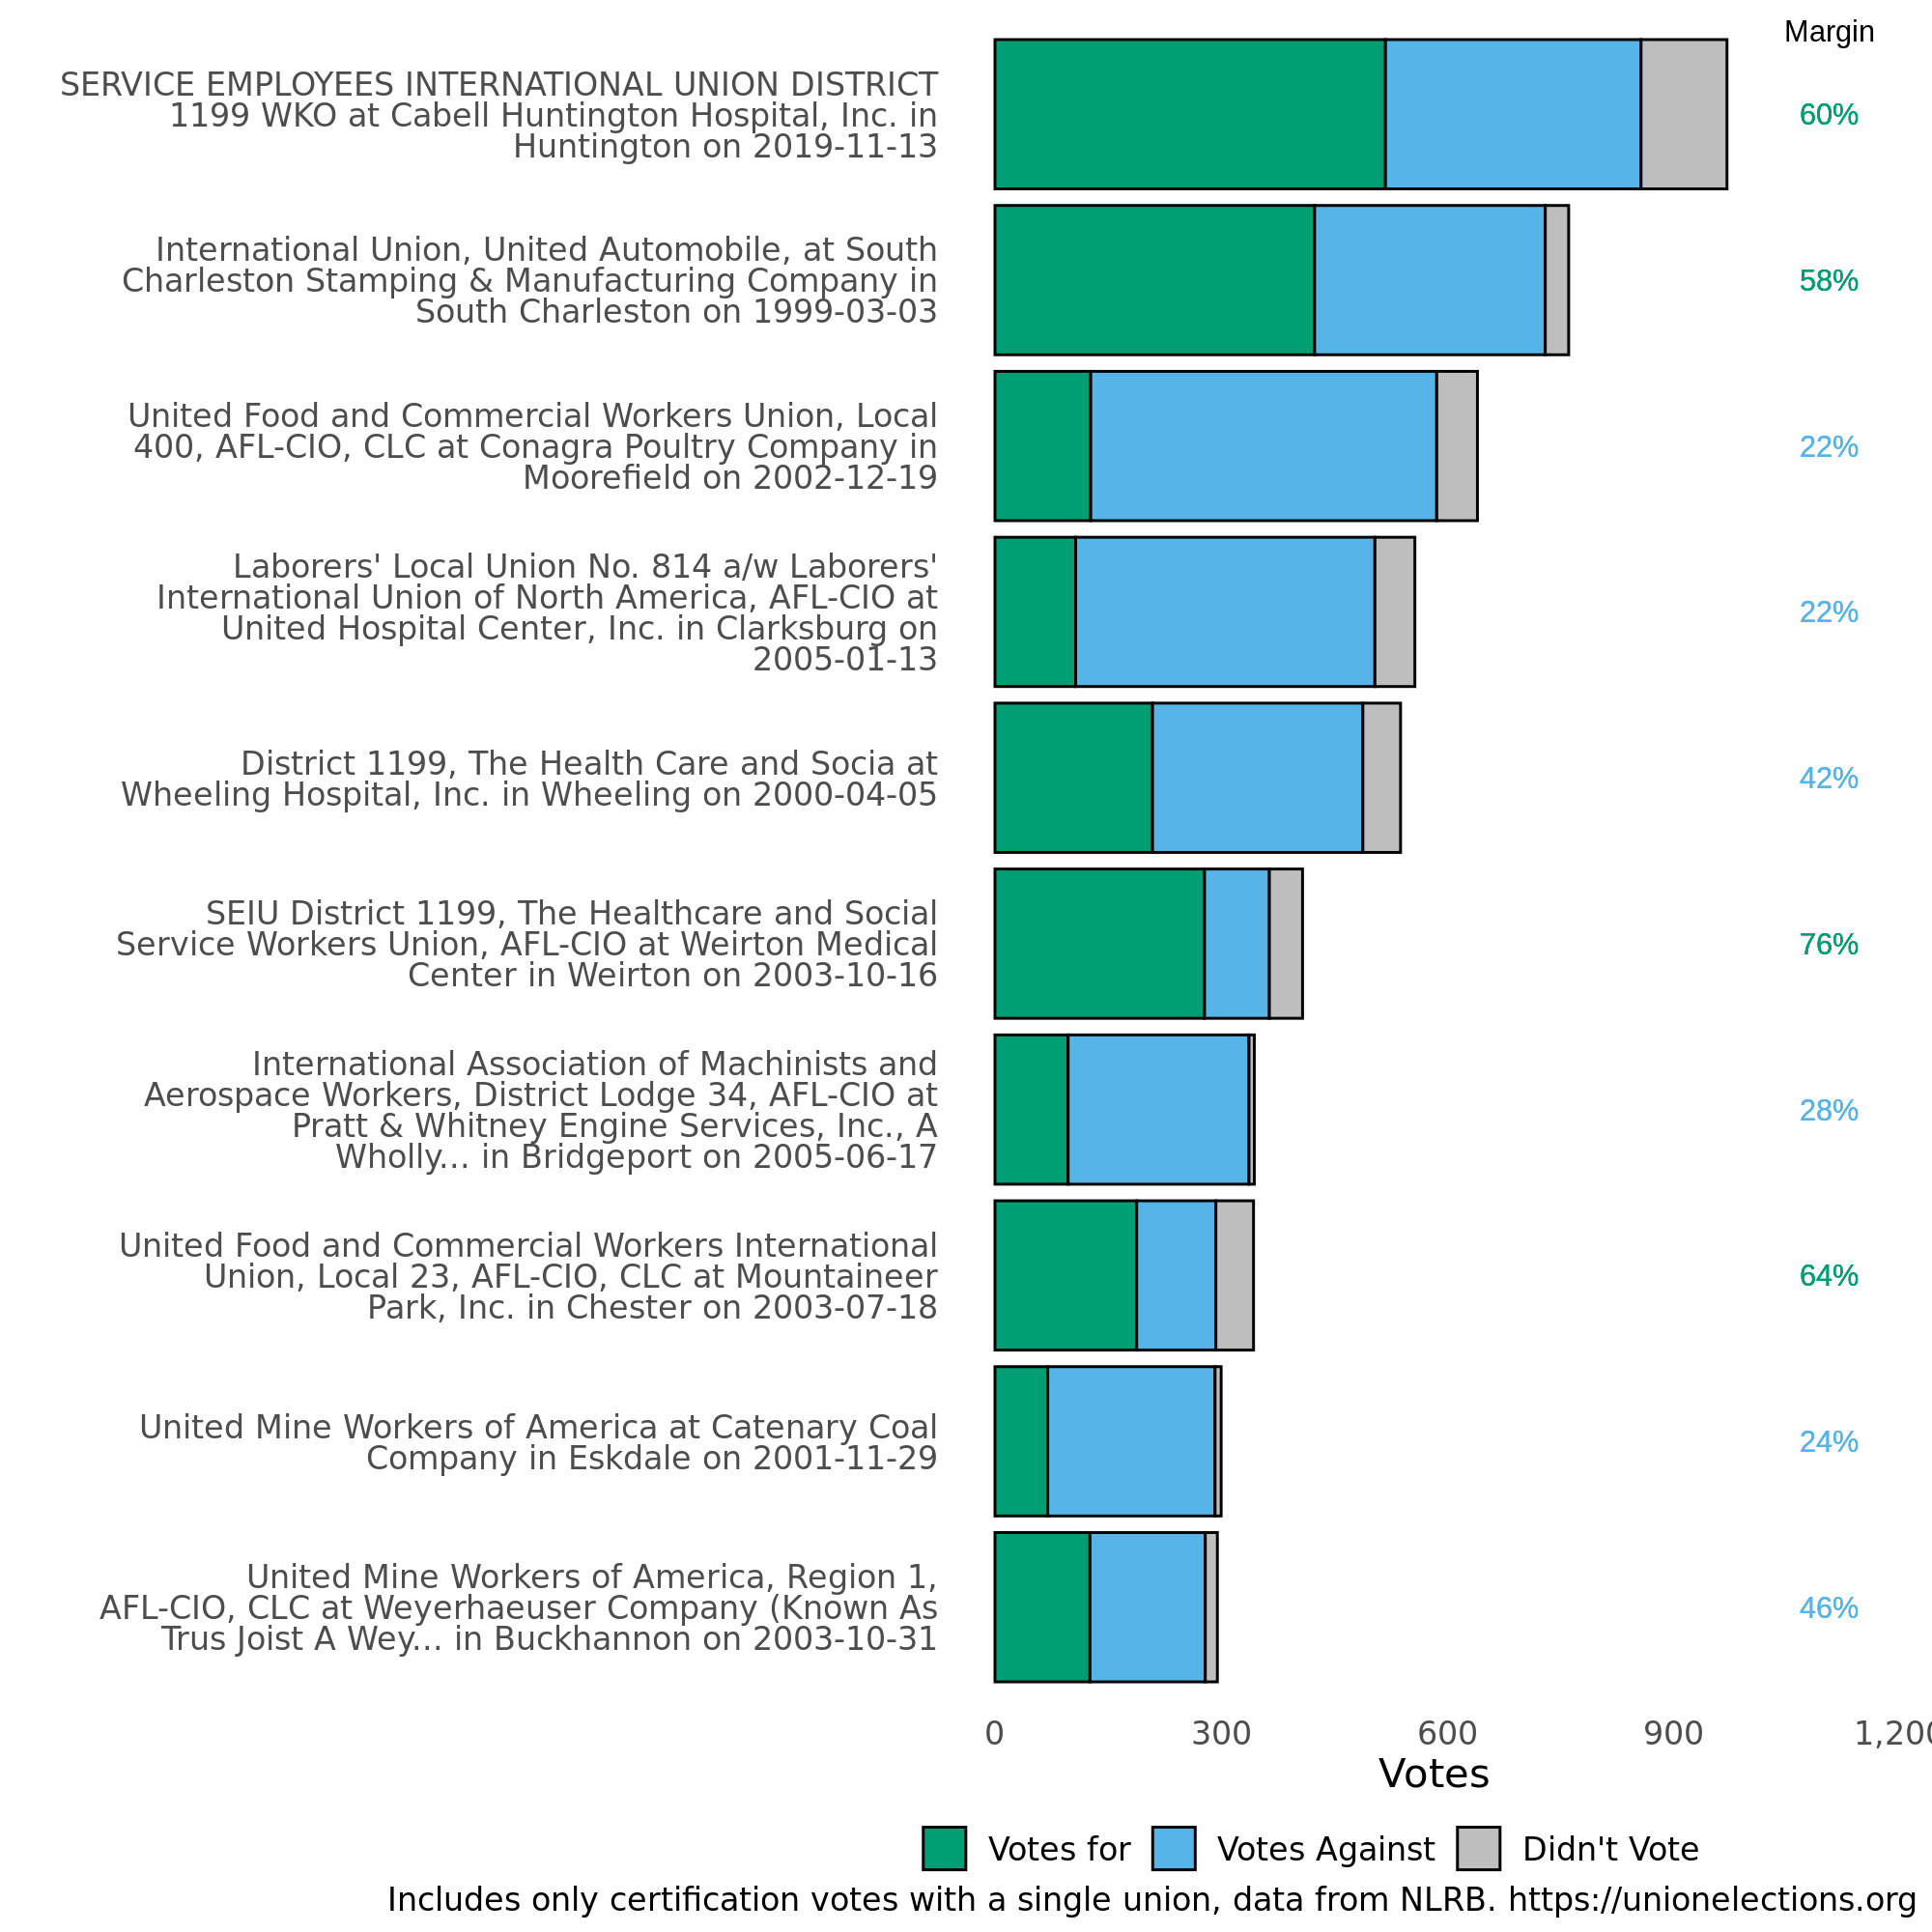 Margin
SERVICE EMPLOYEES INTERNATIONAL UNION DISTRICT
1199 WKO at Cabell Huntington Hospital, Inc. in
Huntington on 2019-11-13
60%
International Union, United Automobile, at South
Charleston Stamping & Manufacturing Company in
South Charleston on 1999-03-03
58%
United Food and Commercial Workers Union, Local
400, AFL-CIO, CLC at Conagra Poultry Company in
Moorefield on 2002-12-19
22%
Laborers' Local Union No. 814 a/w Laborers'
International Union of North America, AFL-CIO at
United Hospital Center, Inc. in Clarksburg on
2005-01-13
22%
District 1199, The Health Care and Socia at
Wheeling Hospital, Inc. in Wheeling on 2000-04-05
42%
SEIU District 1199, The Healthcare and Social
Service Workers Union, AFL-CIO at Weirton Medical
Center in Weirton on 2003-10-16
76%
International Association of Machinists and
Aerospace Workers, District Lodge 34, AFL-CIO at
Pratt & Whitney Engine Services, Inc., A
Wholly... in Bridgeport on 2005-06-17
28%
United Food and Commercial Workers International
Union, Local 23, AFL-CIO, CLC at Mountaineer
Park, Inc. in Chester on 2003-07-18
64%
United Mine Workers of America at Catenary Coal
Company in Eskdale on 2001-11-29
24%
United Mine Workers of America, Region 1,
AFL-CIO, CLC at Weyerhaeuser Company (Known As
Trus Joist A Wey... in Buckhannon on 2003-10-31
46%
0 300 600 900 1,200
Votes
Votes for Votes Against Didn't Vote
Includes only certification votes with a single union, data from NLRB. https://unionelections.org